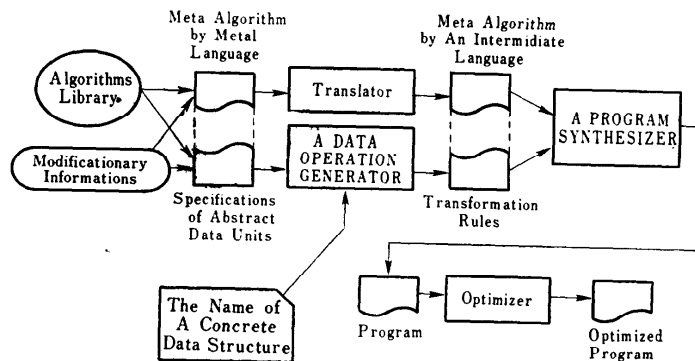 Meta Algorithm
by Metal
Language
Meta Algorithm
by An Intermidiate
Language
Algorithms
Library
Translator
A PROGRAM
SYNTHESIZER
Modificationary
Informations
A DATA
OPERATION
GENERATOR
Specifications
of Abstract
Data Units
Transformation
Rules
The Name of
A Concrete
Data Structure
Program
Optimizer
Optimized
Program